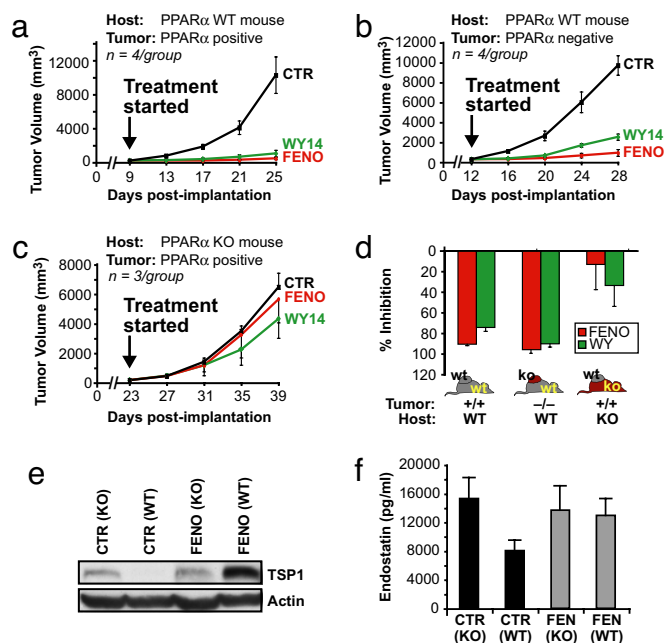 a
Host: PPARα WT mouse
Tumor: PPARα positive
n = 4/group
Tumor Volume (mm3)
12000
8000
4000
0
Treatment
started
CTR
WY14
FENO
0 9 13 17 21 25
Days post-implantation
b
Host: PPARα WT mouse
Tumor: PPARα negative
n = 4/group
Tumor Volume (mm3)
10000
8000
6000
4000
2000
0
Treatment
started
CTR
WY14
FENO
0 12 16 20 24 28
Days post-implantation
c
Host: PPARα KO mouse
Tumor: PPARα positive
n = 3/group
Tumor Volume (mm3)
8000
6000
4000
2000
0
Treatment
started
CTR
FENO
WY14
0 23 27 31 35 39
Days post-implantation
d
% Inhibition
0
20
40
60
80
100
120
FENO
WY
wt wt ko wt wt ko
Tumor: +/+ –/– +/+
Host: WT WT KO
e
CTR (KO)
CTR (WT)
FENO (KO)
FENO (WT)
TSP1
Actin
f
Endostatin (pg/ml)
20000
16000
12000
8000
4000
0
CTR CTR FEN FEN
(KO) (WT) (KO) (WT)